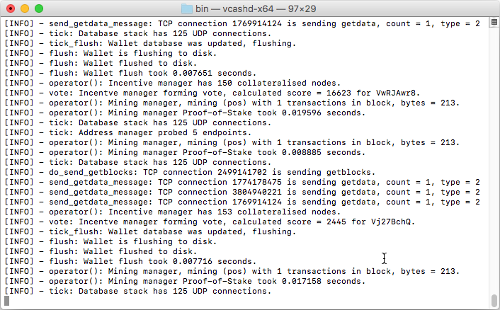 bin — vcashd-x64 — 97×29
[INFO] - send_getdata_message: TCP connection 1769914124 is sending getdata, count = 1, type = 2
[INFO] - tick: Database stack has 125 UDP connections.
[INFO] - tick_flush: Wallet database was updated, flushing.
[INFO] - flush: Wallet is flushing to disk.
[INFO] - flush: Wallet flushed to disk.
[INFO] - flush: Wallet flush took 0.007651 seconds.
[INFO] - operator(): Incentive manager has 150 collateralised nodes.
[INFO] - vote: Incentve manager forming vote, calculated score = 16623 for VwRJAwr8.
[INFO] - operator(): Mining manager, mining (pos) with 1 transactions in block, bytes = 213.
[INFO] - operator(): Mining manager Proof-of-Stake took 0.019596 seconds.
[INFO] - tick: Database stack has 125 UDP connections.
[INFO] - tick: Address manager probed 5 endpoints.
[INFO] - operator(): Mining manager, mining (pos) with 1 transactions in block, bytes = 213.
[INFO] - operator(): Mining manager Proof-of-Stake took 0.008885 seconds.
[INFO] - tick: Database stack has 125 UDP connections.
[INFO] - do_send_getblocks: TCP connection 2499141702 is sending getblocks.
[INFO] - send_getdata_message: TCP connection 1774178475 is sending getdata, count = 1, type = 2
[INFO] - send_getdata_message: TCP connection 3804940221 is sending getdata, count = 1, type = 2
[INFO] - send_getdata_message: TCP connection 1769914124 is sending getdata, count = 1, type = 2
[INFO] - operator(): Incentive manager has 153 collateralised nodes.
[INFO] - vote: Incentve manager forming vote, calculated score = 2445 for Vj27BchQ.
[INFO] - tick_flush: Wallet database was updated, flushing.
[INFO] - flush: Wallet is flushing to disk.
[INFO] - flush: Wallet flushed to disk.
[INFO] - flush: Wallet flush took 0.007716 seconds.
[INFO] - operator(): Mining manager, mining (pos) with 1 transactions in block, bytes = 213.
[INFO] - operator(): Mining manager Proof-of-Stake took 0.017158 seconds.
[INFO] - tick: Database stack has 125 UDP connections.